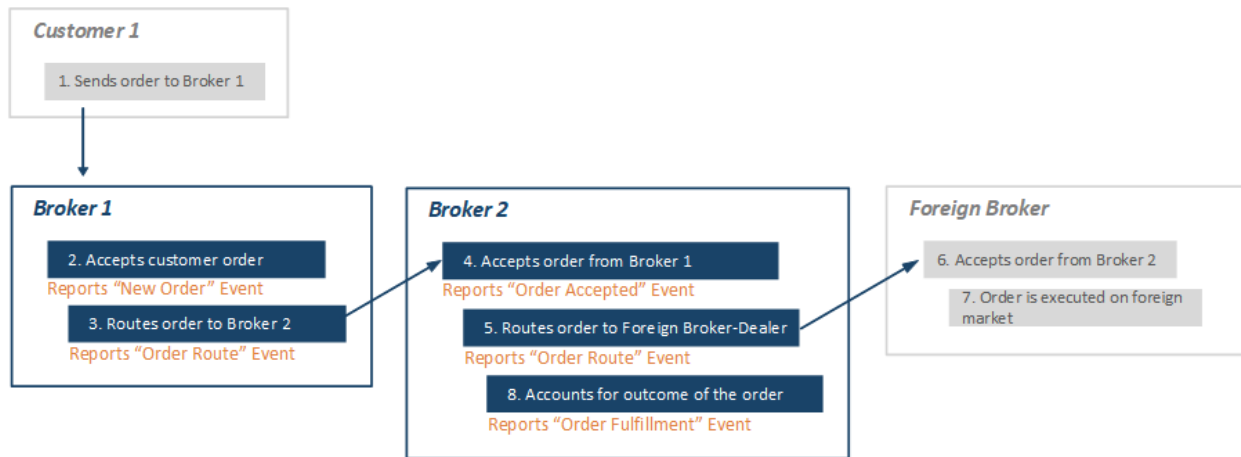 Customer 1
1. Sends order to Broker 1
Broker 1
2. Accepts customer order
Reports “New Order” Event
3. Routes order to Broker 2
Reports “Order Route” Event
Broker 2
4. Accepts order from Broker 1
Reports “Order Accepted” Event
5. Routes order to Foreign Broker-Dealer
Reports “Order Route” Event
8. Accounts for outcome of the order
Reports “Order Fulfillment” Event
Foreign Broker
6. Accepts order from Broker 2
7. Order is executed on foreign
market